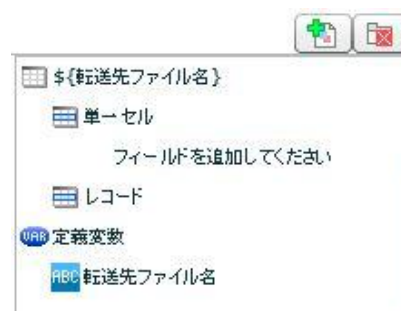 ${転送先ファイル名}
単一セル
フィールドを追加してください
レコード
VAR 定義変数
ABC 転送先ファイル名